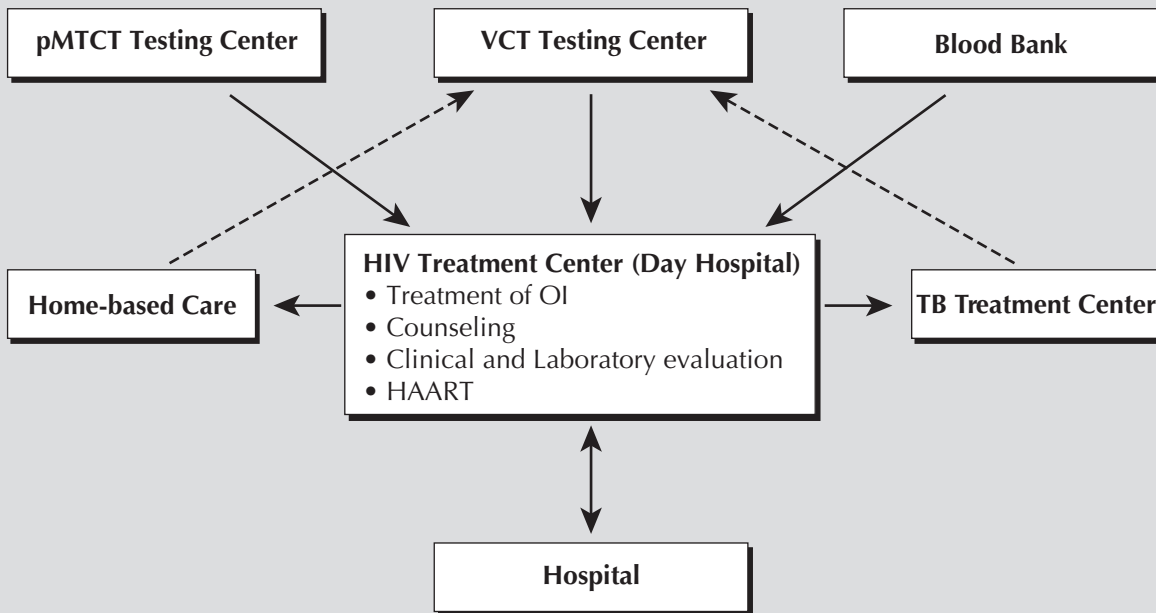 pMTCT Testing Center
VCT Testing Center
Blood Bank
HIV Treatment Center (Day Hospital)
• Treatment of OI
• Counseling
• Clinical and Laboratory evaluation
• HAART
Home-based Care
TB Treatment Center
Hospital